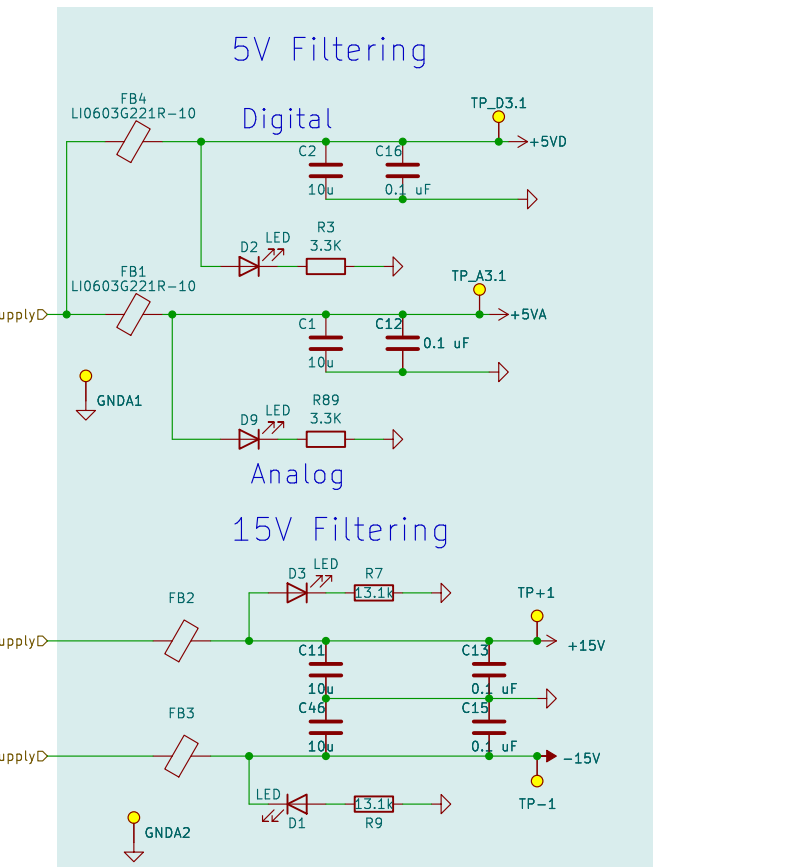 5V Filtering
FB4
LI0603G221R-10
Digital
TP_D3.1
C2
C16
+5VD
10u
0.1 uF
D2
LED
R3
3.3K
FB1
LI0603G221R-10
TP_A3.1
upply
C1
C12
+5VA
10u
0.1 uF
GNDA1
D9
LED
R89
3.3K
Analog
15V Filtering
D3
LED
R7
13.1k
FB2
TP+1
upply
C11
C13
+15V
10u
0.1 uF
C46
C15
FB3
upply
10u
0.1 uF
-15V
LED
D1
13.1k
R9
TP-1
GNDA2